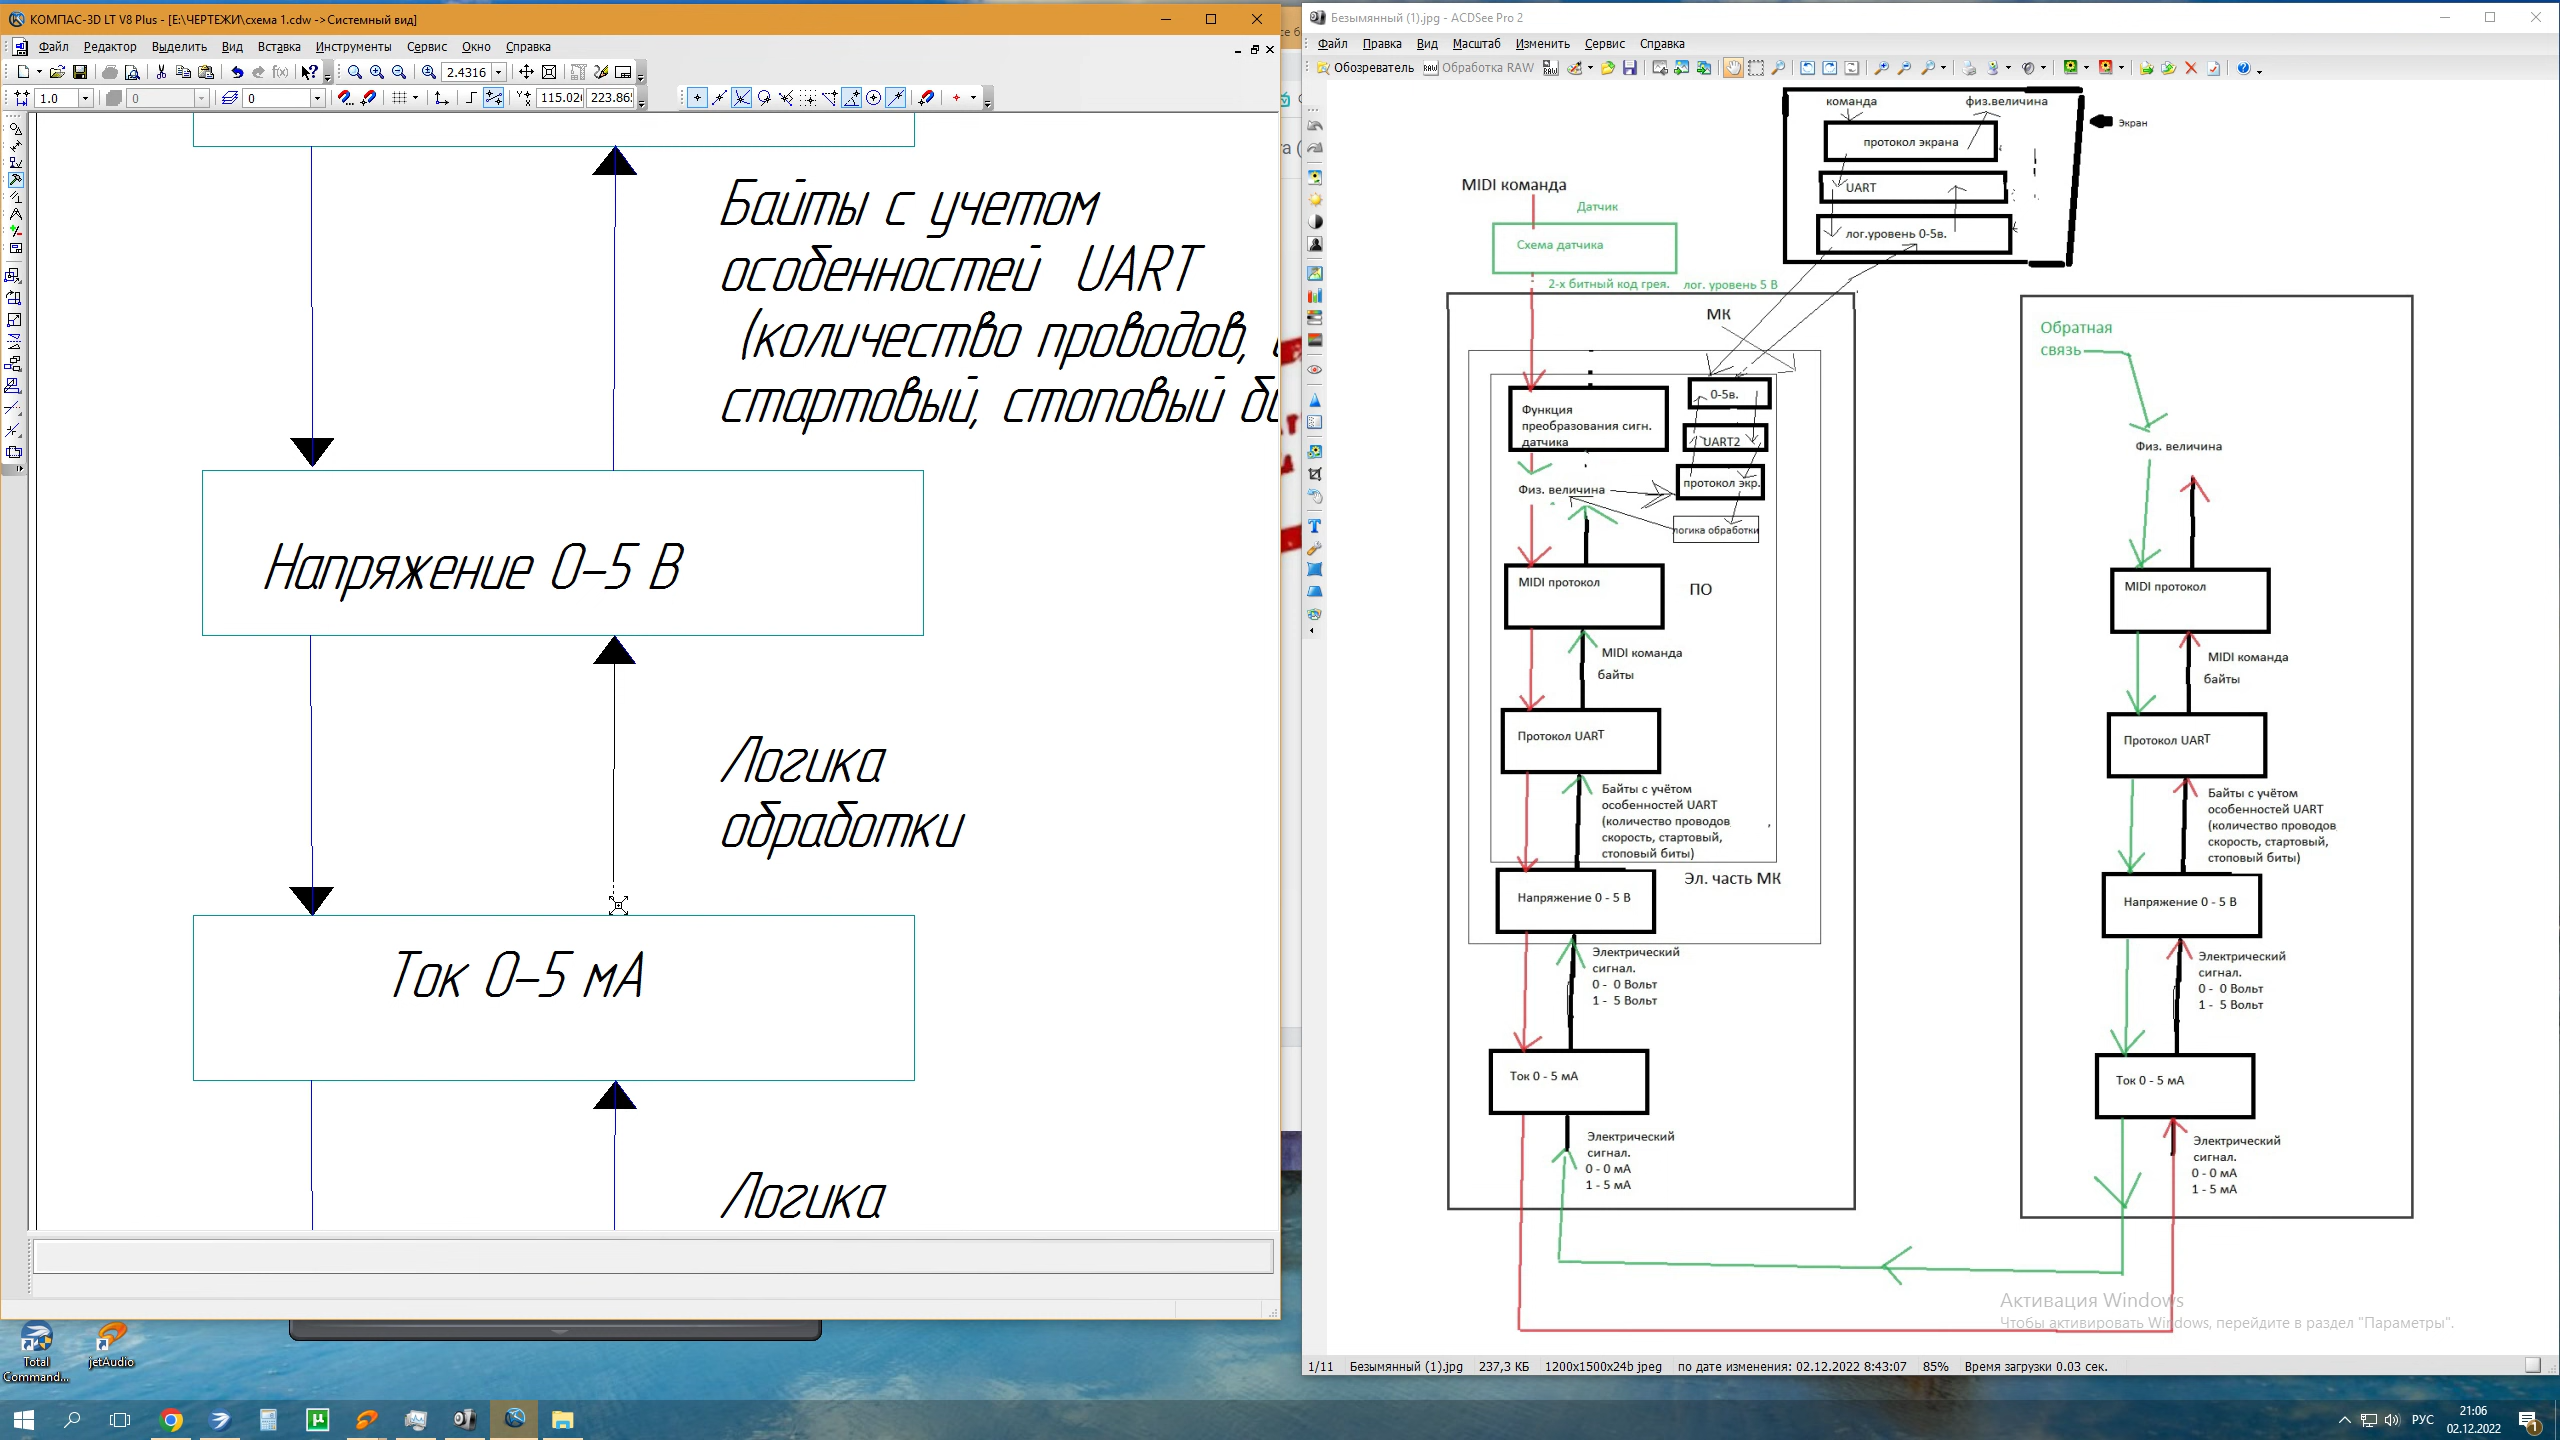 КОМПАС-3D LT V8 Plus - [E:\ЧЕРТЕЖИ\схема 1.cdw ->Системный вид]
Файл Редактор Выделить Вид Вставка Инструменты Сервис Окно Справка
2.4316
1.0 0 0 115.02 223.86
Байты с учетом
особенностей UART
(количество проводов,
стартовый, стоповый
Напряжение 0–5 В
Логика
обработки
Ток 0–5 мА
Логика
Total
Command...
jetAudio
Безымянный (1).jpg - ACDSee Pro 2
Файл Правка Вид Масштаб Изменить Сервис Справка
Обозреватель Обработка RAW
команда физ.величина
протокол экрана
UART
лог.уровень 0-5в.
Экран
MIDI команда
Датчик
Схема датчика
2-х битный код грея. лог. уровень 5 В
МК
Функция
преобразования сигн.
датчика
0-5в.
UART2
протокол экр.
логика обработки
Физ. величина
MIDI протокол
ПО
MIDI команда
байты
Протокол UART
Байты с учётом
особенностей UART
(количество проводов
скорость, стартовый,
стоповый биты)
Эл. часть МК
Напряжение 0 - 5 В
Электрический
сигнал.
0 - 0 Вольт
1 - 5 Вольт
Ток 0 - 5 мА
Электрический
сигнал.
0 - 0 мА
1 - 5 мА
Обратная
связь
Физ. величина
MIDI протокол
MIDI команда
байты
Протокол UART
Байты с учётом
особенностей UART
(количество проводов
скорость, стартовый,
стоповый биты)
Напряжение 0 - 5 В
Электрический
сигнал.
0 - 0 Вольт
1 - 5 Вольт
Ток 0 - 5 мА
Электрический
сигнал.
0 - 0 мА
1 - 5 мА
Активация Windows
Чтобы активировать Windows, перейдите в раздел "Параметры".
1/11 Безымянный (1).jpg 237,3 КБ 1200x1500x24b jpeg по дате изменения: 02.12.2022 8:43:07 85% Время загрузки 0.03 сек.
РУС
21:06
02.12.2022